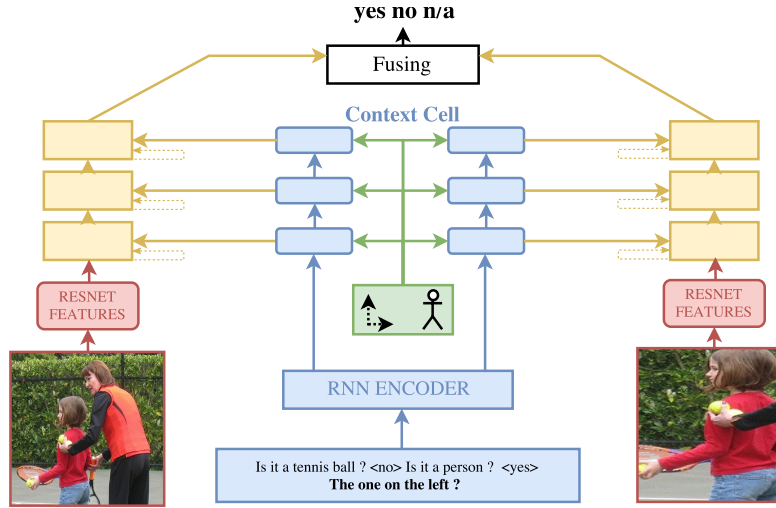 yes no n/a
Fusing
Context Cell
RESNET
FEATURES
RESNET
FEATURES
RNN ENCODER
Is it a tennis ball ? <no> Is it a person ? <yes>
The one on the left ?